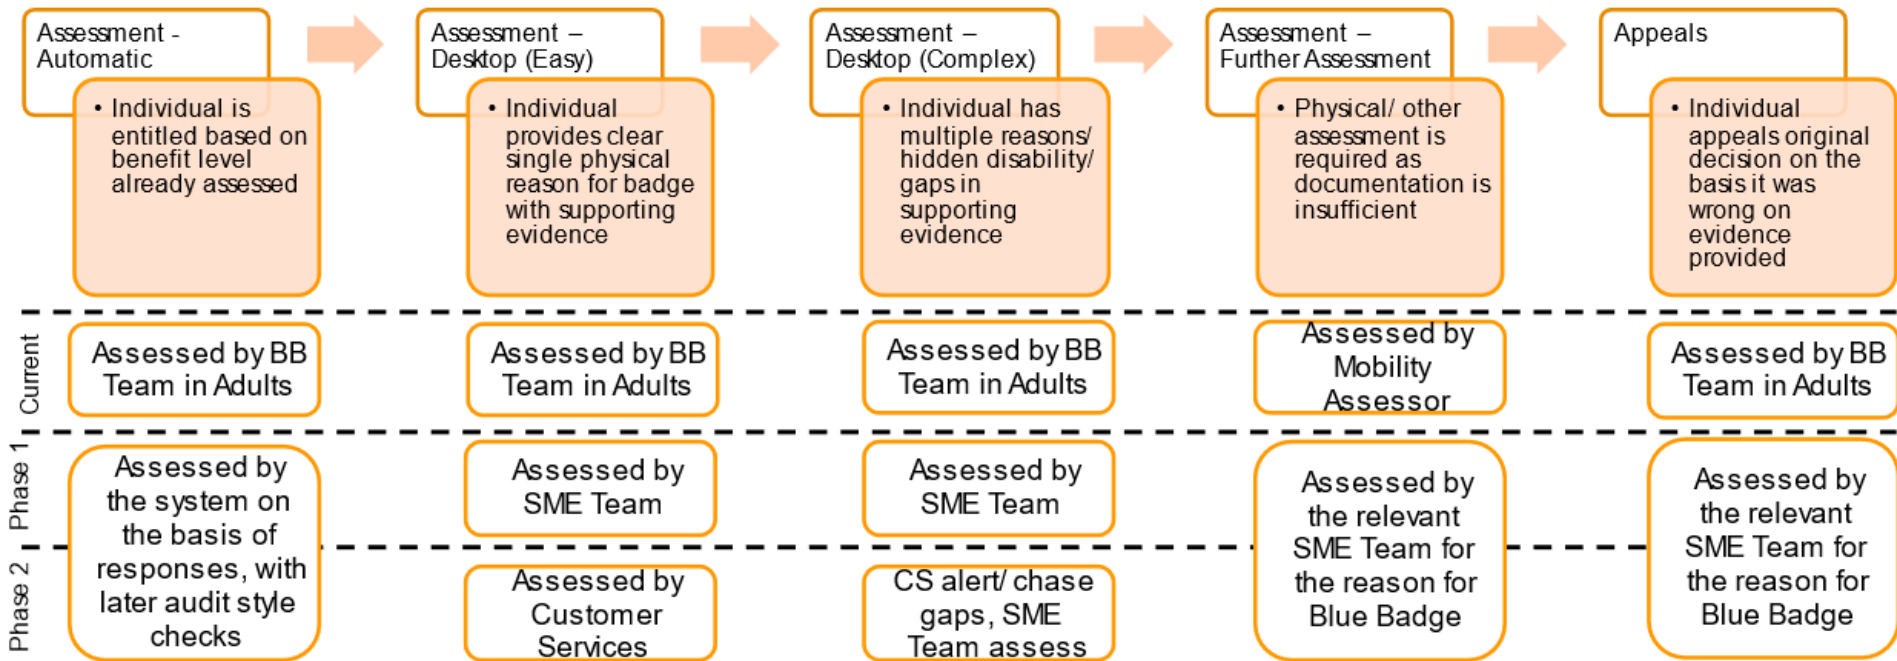 Assessment -
Automatic
• Individual is
entitled based on
benefit level
already assessed
Assessment –
Desktop (Easy)
• Individual
provides clear
single physical
reason for badge
with supporting
evidence
Assessment –
Desktop (Complex)
• Individual has
multiple reasons/
hidden disability/
gaps in
supporting
evidence
Assessment –
Further Assessment
• Physical/ other
assessment is
required as
documentation is
insufficient
Appeals
• Individual
appeals original
decision on the
basis it was
wrong on
evidence
provided
Current
Assessed by BB
Team in Adults
Assessed by BB
Team in Adults
Assessed by BB
Team in Adults
Assessed by
Mobility
Assessor
Assessed by BB
Team in Adults
Phase 1
Assessed by
the system on
the basis of
responses, with
later audit style
checks
Assessed by
SME Team
Assessed by
SME Team
Assessed by
the relevant
SME Team for
the reason for
Blue Badge
Assessed by
the relevant
SME Team for
the reason for
Blue Badge
Phase 2
Assessed by
Customer
Services
CS alert/ chase
gaps, SME
Team assess